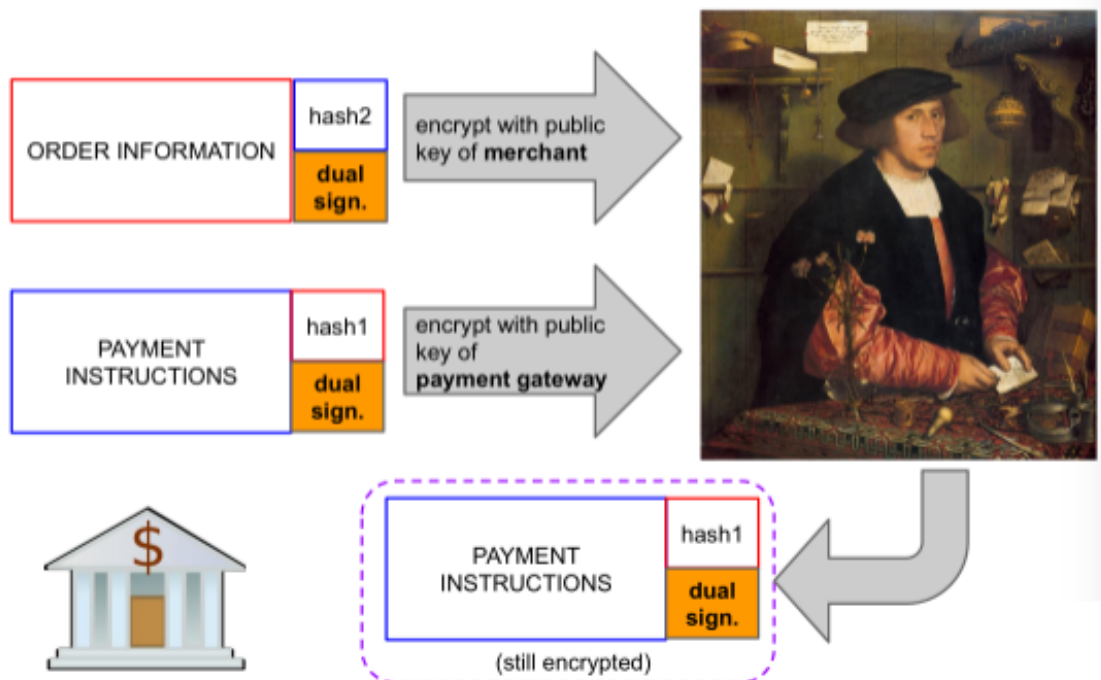 ORDER INFORMATION
hash2
dual
sign.
encrypt with public
key of merchant
PAYMENT
INSTRUCTIONS
hash1
dual
sign.
encrypt with public
key of
payment gateway
$
PAYMENT
INSTRUCTIONS
hash1
dual
sign.
(still encrypted)